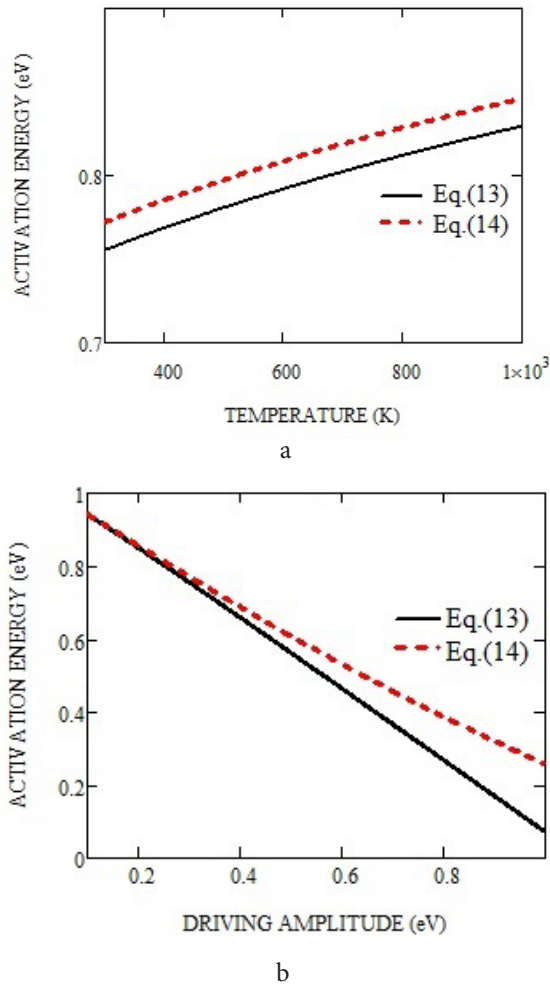 ACTIVATION ENERGY (eV)
0.8
0.7
Eq.(13)
Eq.(14)
400 600 800 1×10³
TEMPERATURE (K)
a
ACTIVATION ENERGY (eV)
1
0.8
0.6
0.4
0.2
0
Eq.(13)
Eq.(14)
0.2 0.4 0.6 0.8
DRIVING AMPLITUDE (eV)
b